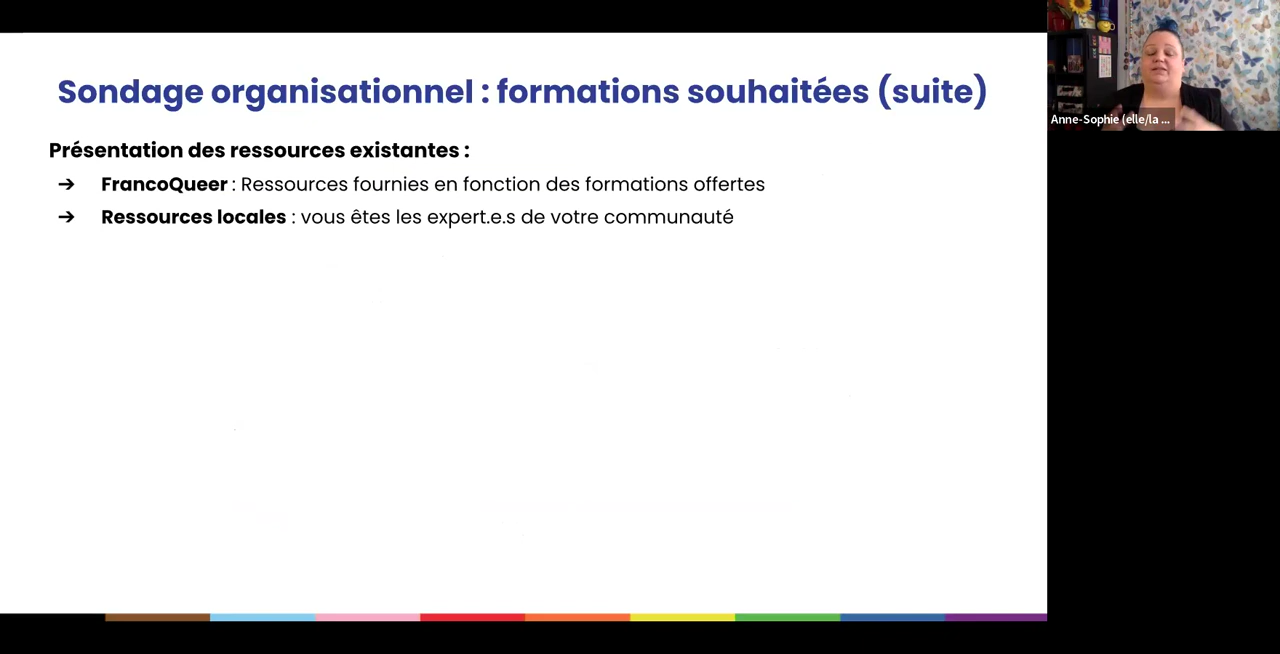 Sondage organisationnel : formations souhaitées (suite)
Présentation des ressources existantes :
➔ FrancoQueer : Ressources fournies en fonction des formations offertes
➔ Ressources locales : vous êtes les expert.e.s de votre communauté
Anne-Sophie (elle/la ...